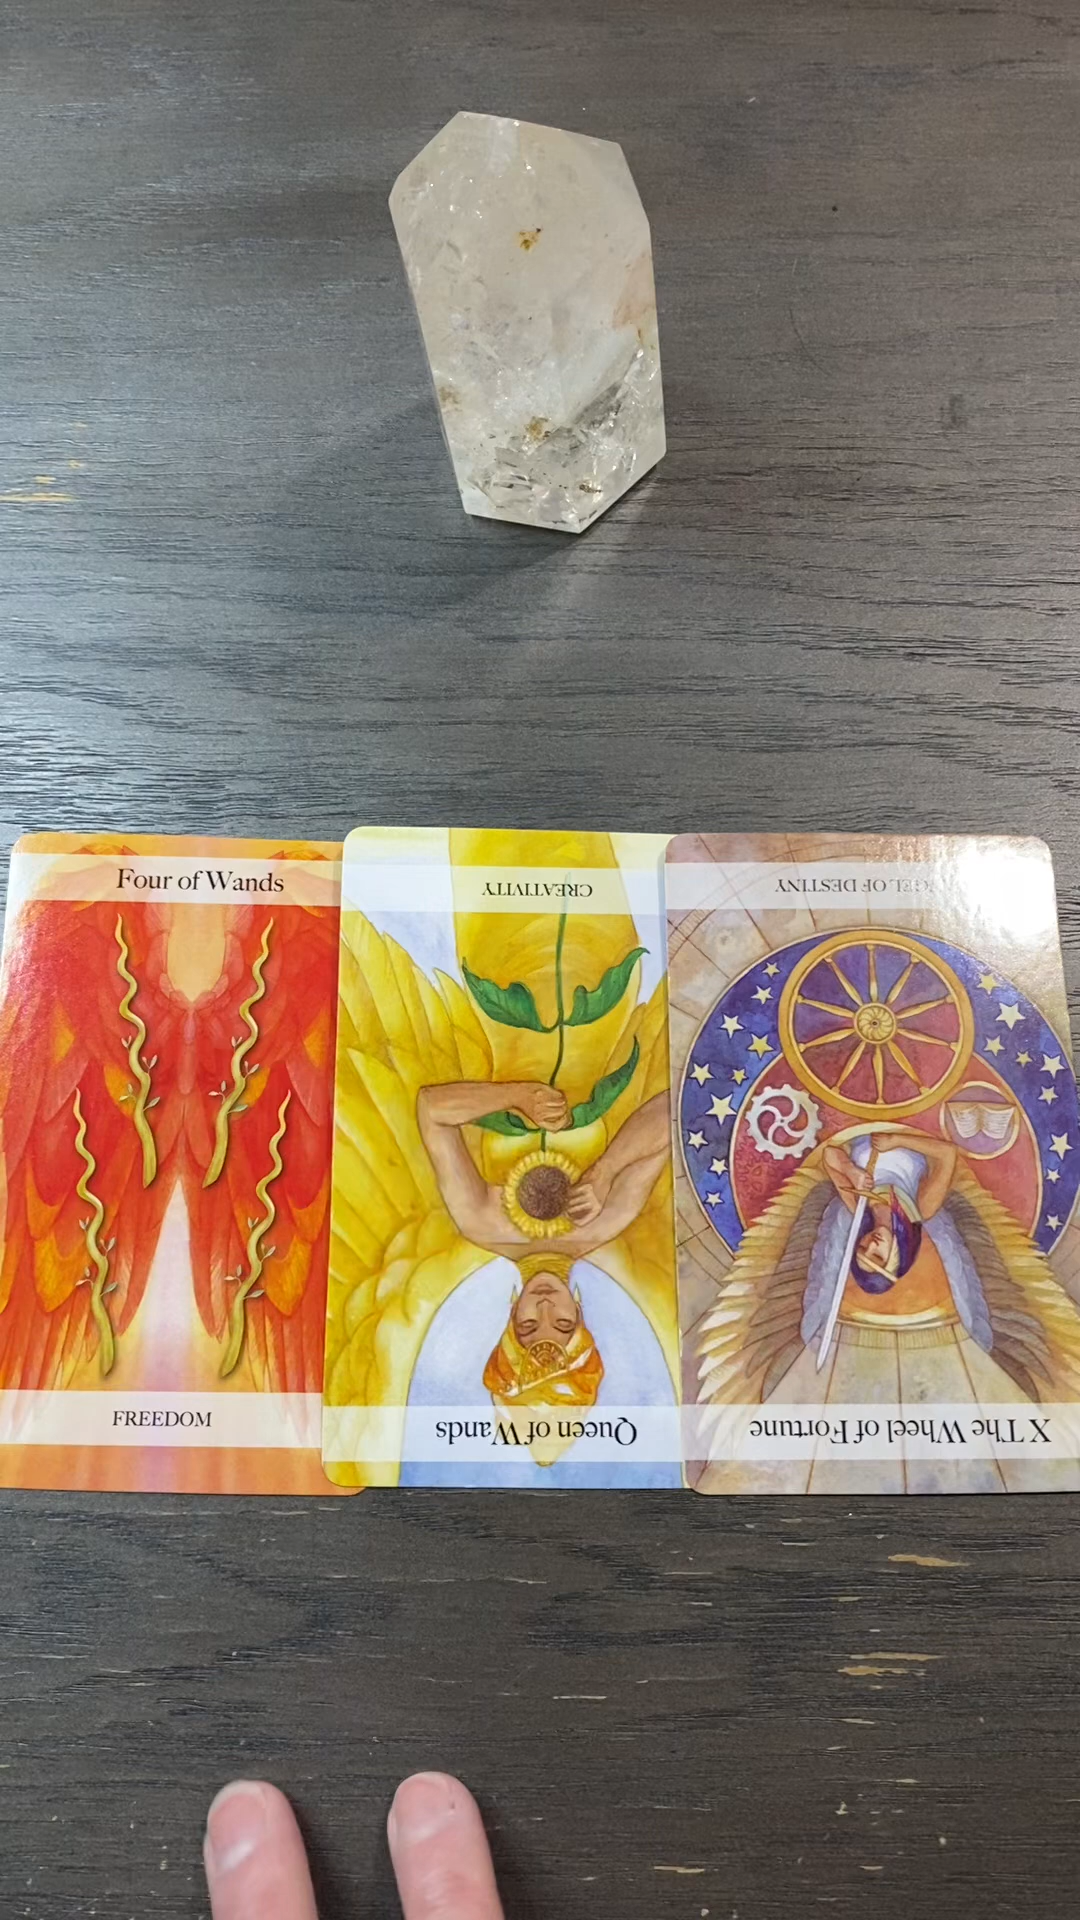 Four of Wands
FREEDOM
CREATIVITY
Queen of Wands
OF DESTINY
X The Wheel of Fortune